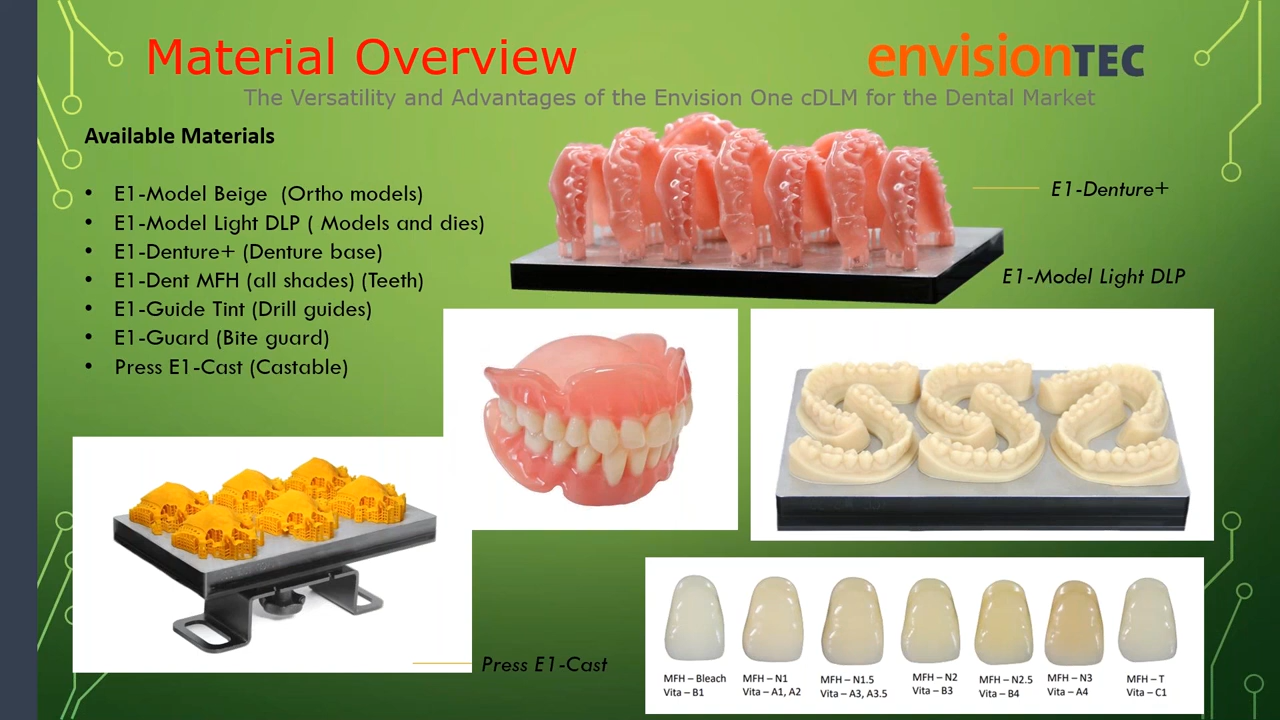 Material Overview
envisionTEC
The Versatility and Advantages of the Envision One cDLM for the Dental Market
Available Materials
• E1-Model Beige  (Ortho models)
• E1-Model Light DLP ( Models and dies)
• E1-Denture+ (Denture base)
• E1-Dent MFH (all shades) (Teeth)
• E1-Guide Tint (Drill guides)
• E1-Guard (Bite guard)
• Press E1-Cast (Castable)
E1-Denture+
E1-Model Light DLP
Press E1-Cast
MFH – Bleach
Vita – B1
MFH – N1
Vita – A1, A2
MFH – N1.5
Vita – A3, A3.5
MFH – N2
Vita – B3
MFH – N2.5
Vita – B4
MFH – N3
Vita – A4
MFH – T
Vita – C1